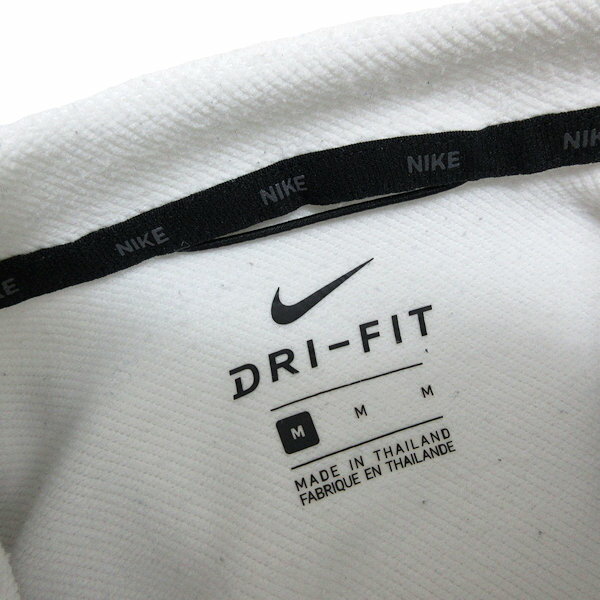 NIKE NIKE NIKE NIKE
DRI-FIT
M M M
MADE IN THAILAND
FABRIQUE EN THAILANDE